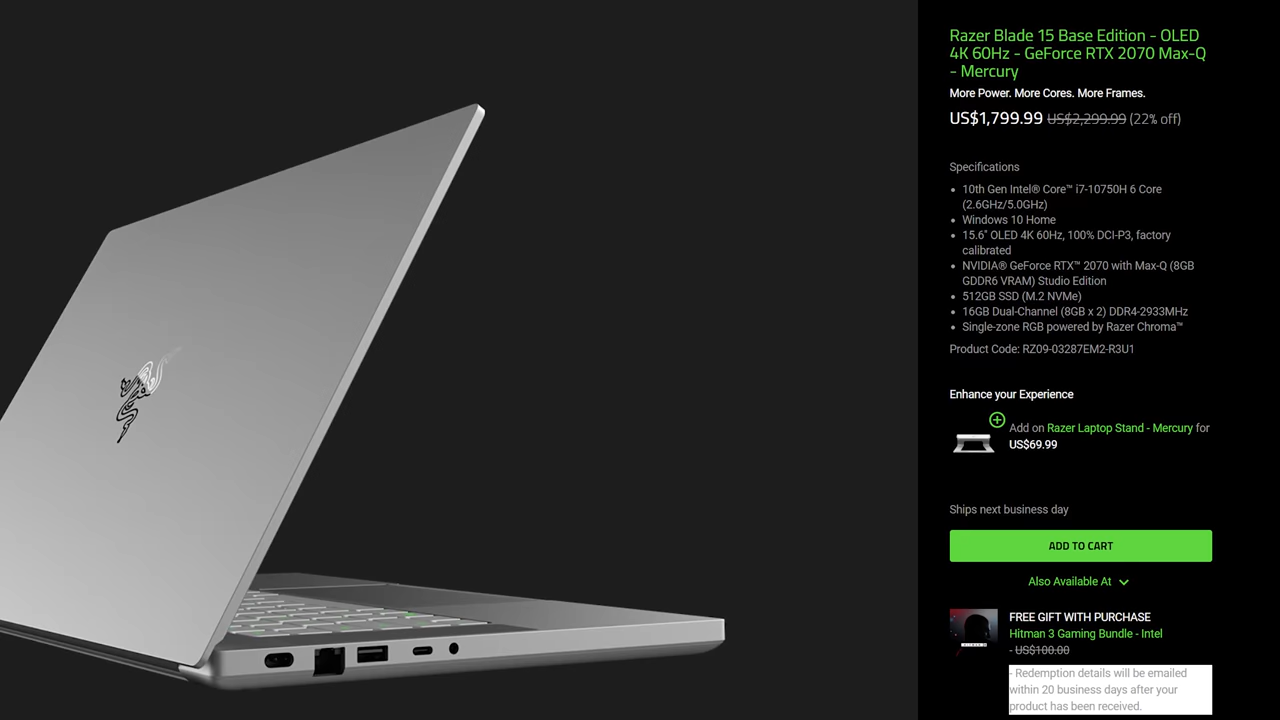 Razer Blade 15 Base Edition - OLED
4K 60Hz - GeForce RTX 2070 Max-Q
- Mercury
More Power. More Cores. More Frames.
US$1,799.99 US$2,299.99 (22% off)
Specifications
• 10th Gen Intel® Core™ i7-10750H 6 Core
(2.6GHz/5.0GHz)
• Windows 10 Home
• 15.6" OLED 4K 60Hz, 100% DCI-P3, factory
calibrated
• NVIDIA® GeForce RTX™ 2070 with Max-Q (8GB
GDDR6 VRAM) Studio Edition
• 512GB SSD (M.2 NVMe)
• 16GB Dual-Channel (8GB x 2) DDR4-2933MHz
• Single-zone RGB powered by Razer Chroma™
Product Code: RZ09-03287EM2-R3U1
Enhance your Experience
Add on Razer Laptop Stand - Mercury for
US$69.99
Ships next business day
ADD TO CART
Also Available At
FREE GIFT WITH PURCHASE
Hitman 3 Gaming Bundle - Intel
- US$100.00
- Redemption details will be emailed
within 20 business days after your
product has been received.